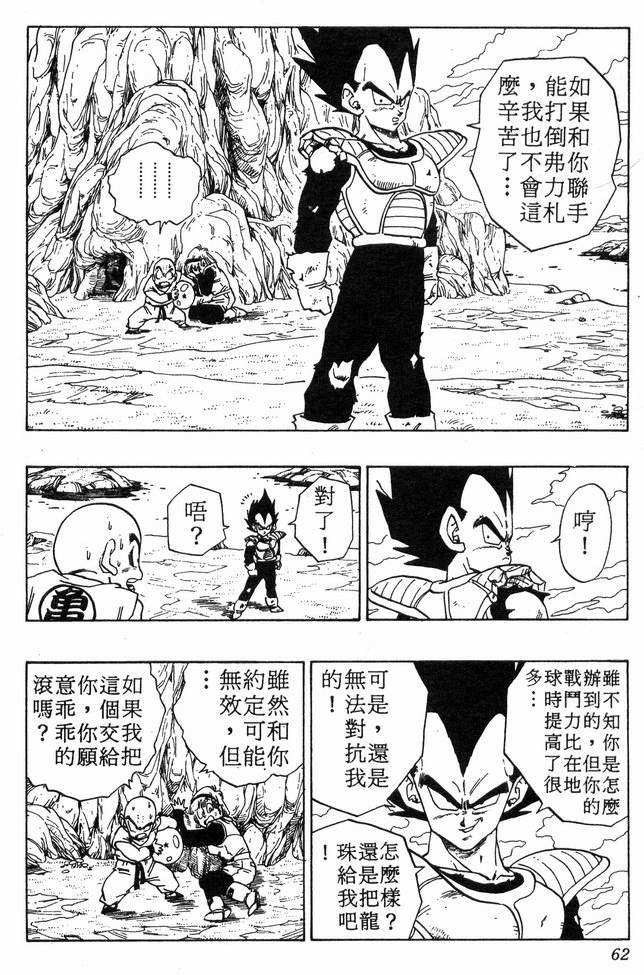 如果和你聯手
能打倒弗力札
，我也不會這
麼辛苦了…
⋯⋯
哼！
對了！
唔？
龜
雖不知你是怎麼
辦到的，但你的
戰鬥力比在地
球時提高了很
多…
可是，還是
無法對抗我
的！
怎麼樣？
還是把龍
珠給我吧
！
雖然和你
約定可能
無效，但
…
如果我把
這個交給
你，你願
意乖乖的
滾嗎？
62